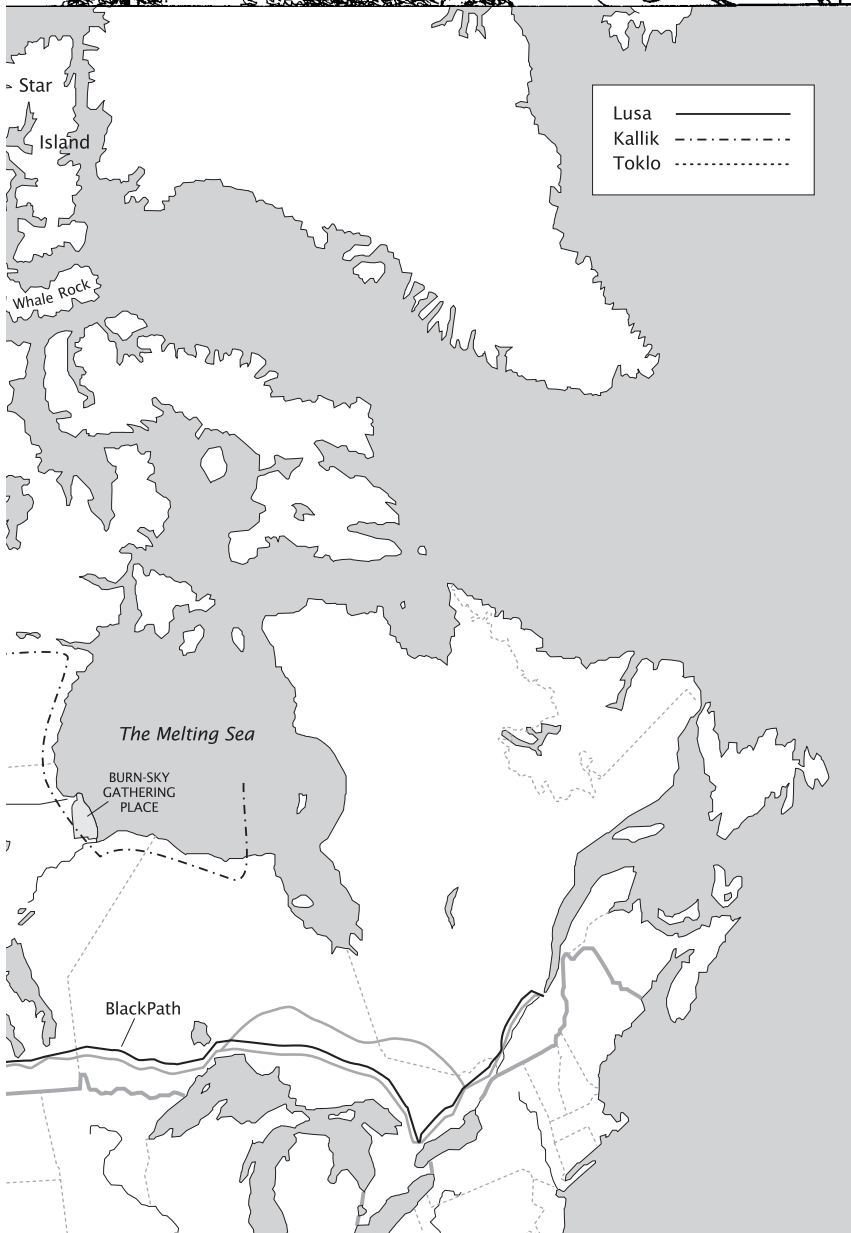 Star
Island
Whale Rock
Lusa
Kallik
Toklo
The Melting Sea
BURN-SKY
GATHERING
PLACE
BlackPath